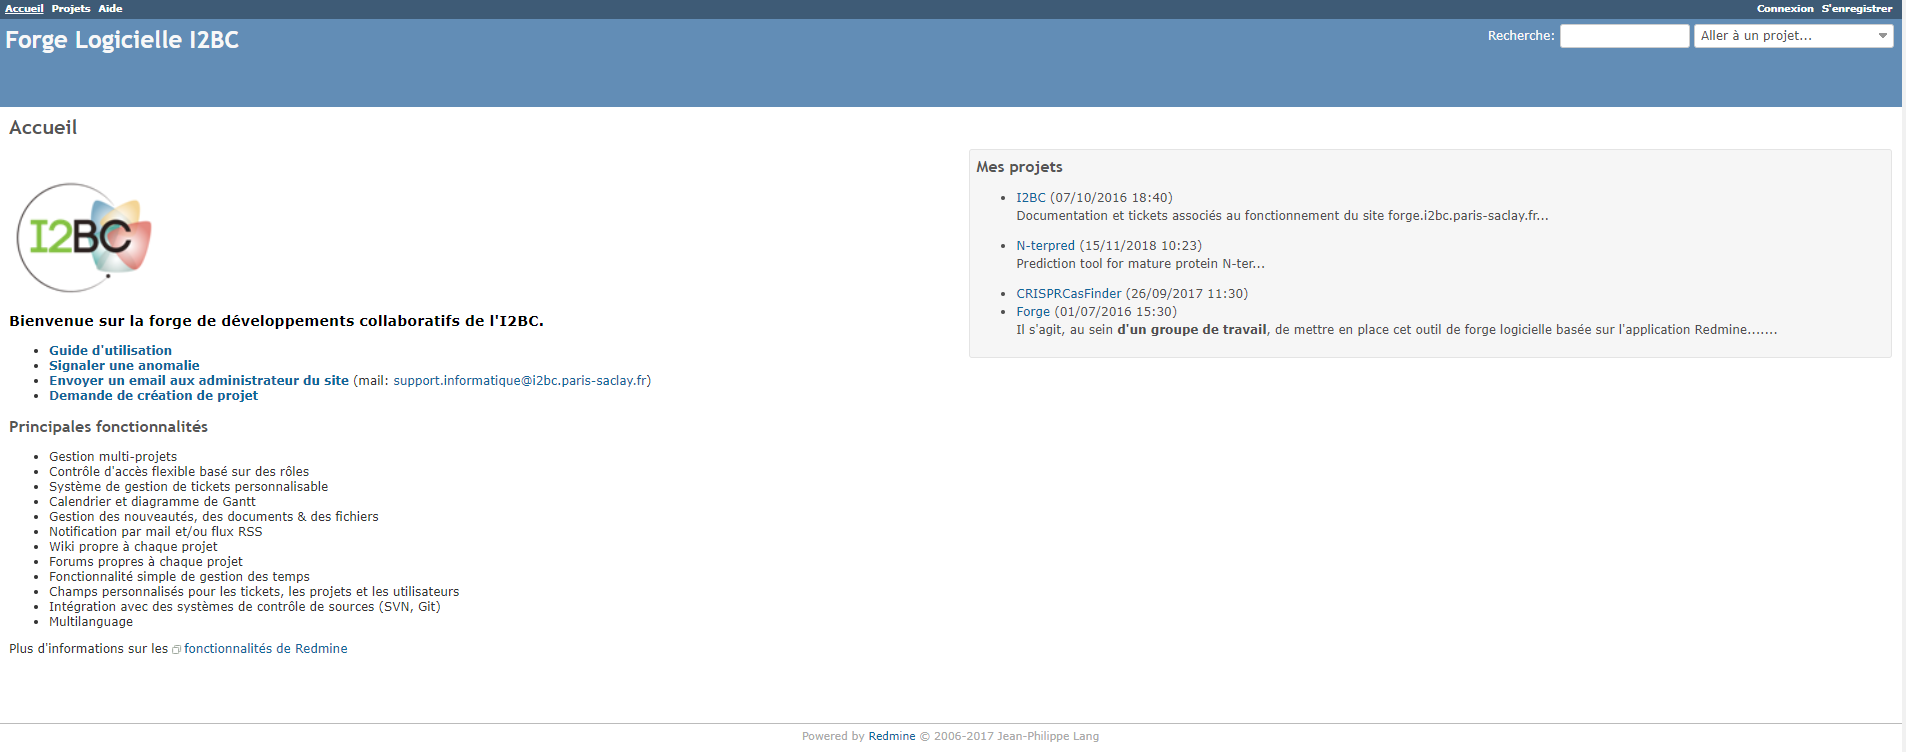 Accueil Projets Aide
Connexion S'enregistrer
Forge Logicielle I2BC
Recherche: Aller à un projet...
Accueil
I2BC
Bienvenue sur la forge de développements collaboratifs de l'I2BC.
Guide d'utilisation
Signaler une anomalie
Envoyer un email aux administrateur du site (mail: support.informatique@i2bc.paris-saclay.fr)
Demande de création de projet
Principales fonctionnalités
Gestion multi-projets
Contrôle d'accès flexible basé sur des rôles
Système de gestion de tickets personnalisable
Calendrier et diagramme de Gantt
Gestion des nouveautés, des documents & des fichiers
Notification par mail et/ou flux RSS
Wiki propre à chaque projet
Forums propres à chaque projet
Fonctionnalité simple de gestion des temps
Champs personnalisés pour les tickets, les projets et les utilisateurs
Intégration avec des systèmes de contrôle de sources (SVN, Git)
Multilanguage
Plus d'informations sur les fonctionnalités de Redmine
Mes projets
I2BC (07/10/2016 18:40)
Documentation et tickets associés au fonctionnement du site forge.i2bc.paris-saclay.fr...
N-terpred (15/11/2018 10:23)
Prediction tool for mature protein N-ter...
CRISPRCasFinder (26/09/2017 11:30)
Forge (01/07/2016 15:30)
Il s'agit, au sein d'un groupe de travail, de mettre en place cet outil de forge logicielle basée sur l'application Redmine.......
Powered by Redmine © 2006-2017 Jean-Philippe Lang